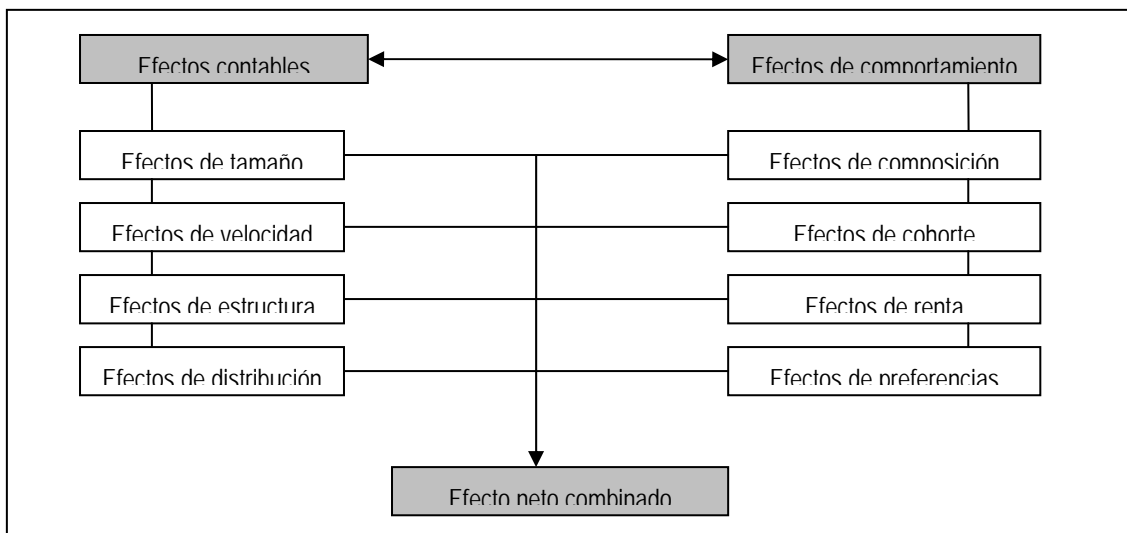 Efectos contables
Efectos de comportamiento
Efectos de tamaño
Efectos de composición
Efectos de velocidad
Efectos de cohorte
Efectos de estructura
Efectos de renta
Efectos de distribución
Efectos de preferencias
Efecto neto combinado